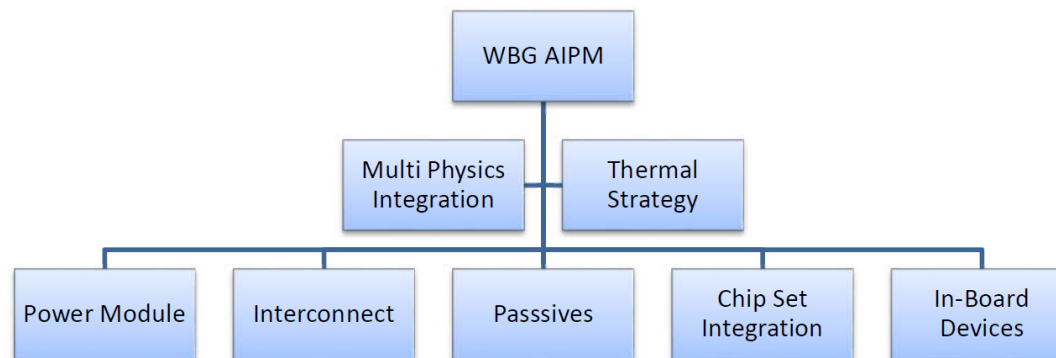 WBG AIPM
Multi Physics
Integration
Thermal
Strategy
Power Module
Interconnect
Passsives
Chip Set
Integration
In-Board
Devices